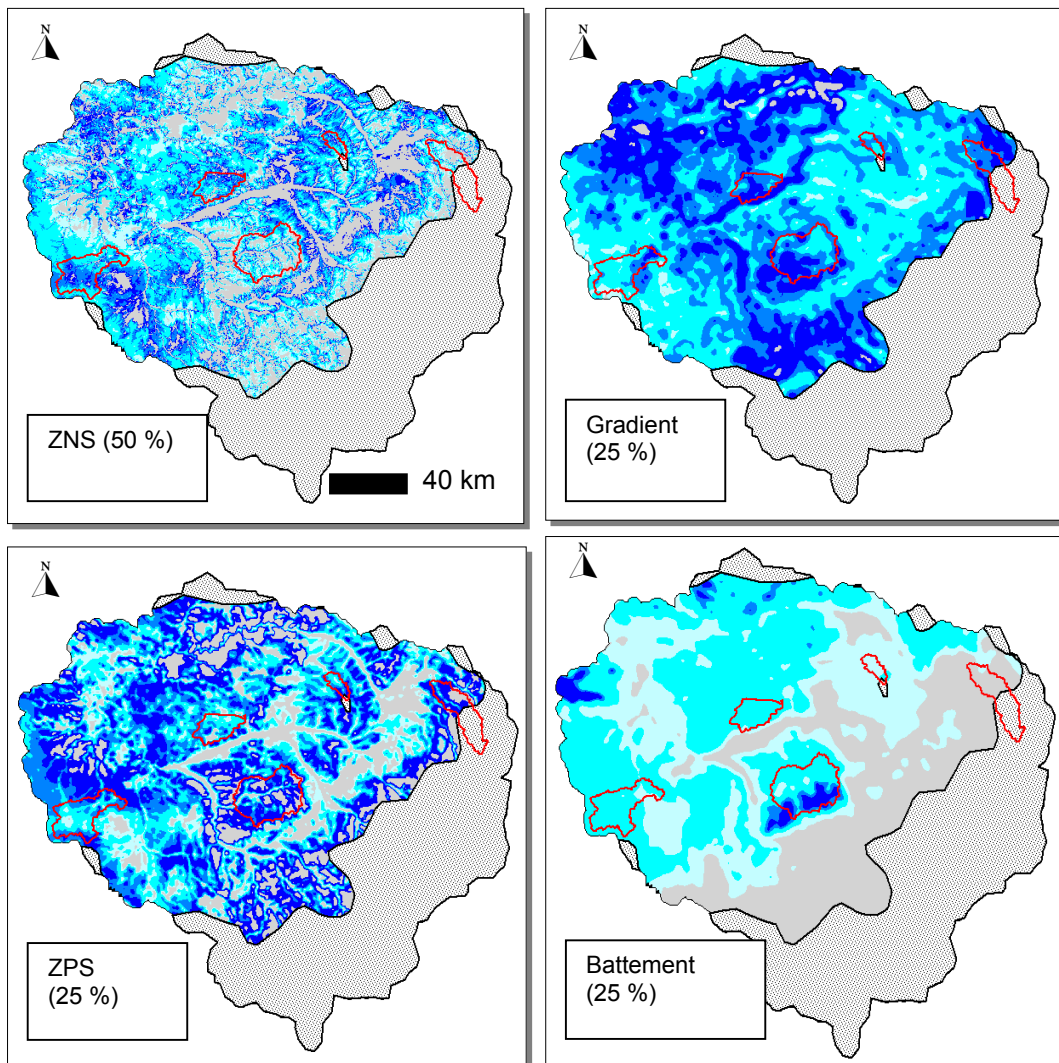 N
N
ZNS (50 %)
40 km
Gradient
(25 %)
N
N
ZPS
(25 %)
Battement
(25 %)